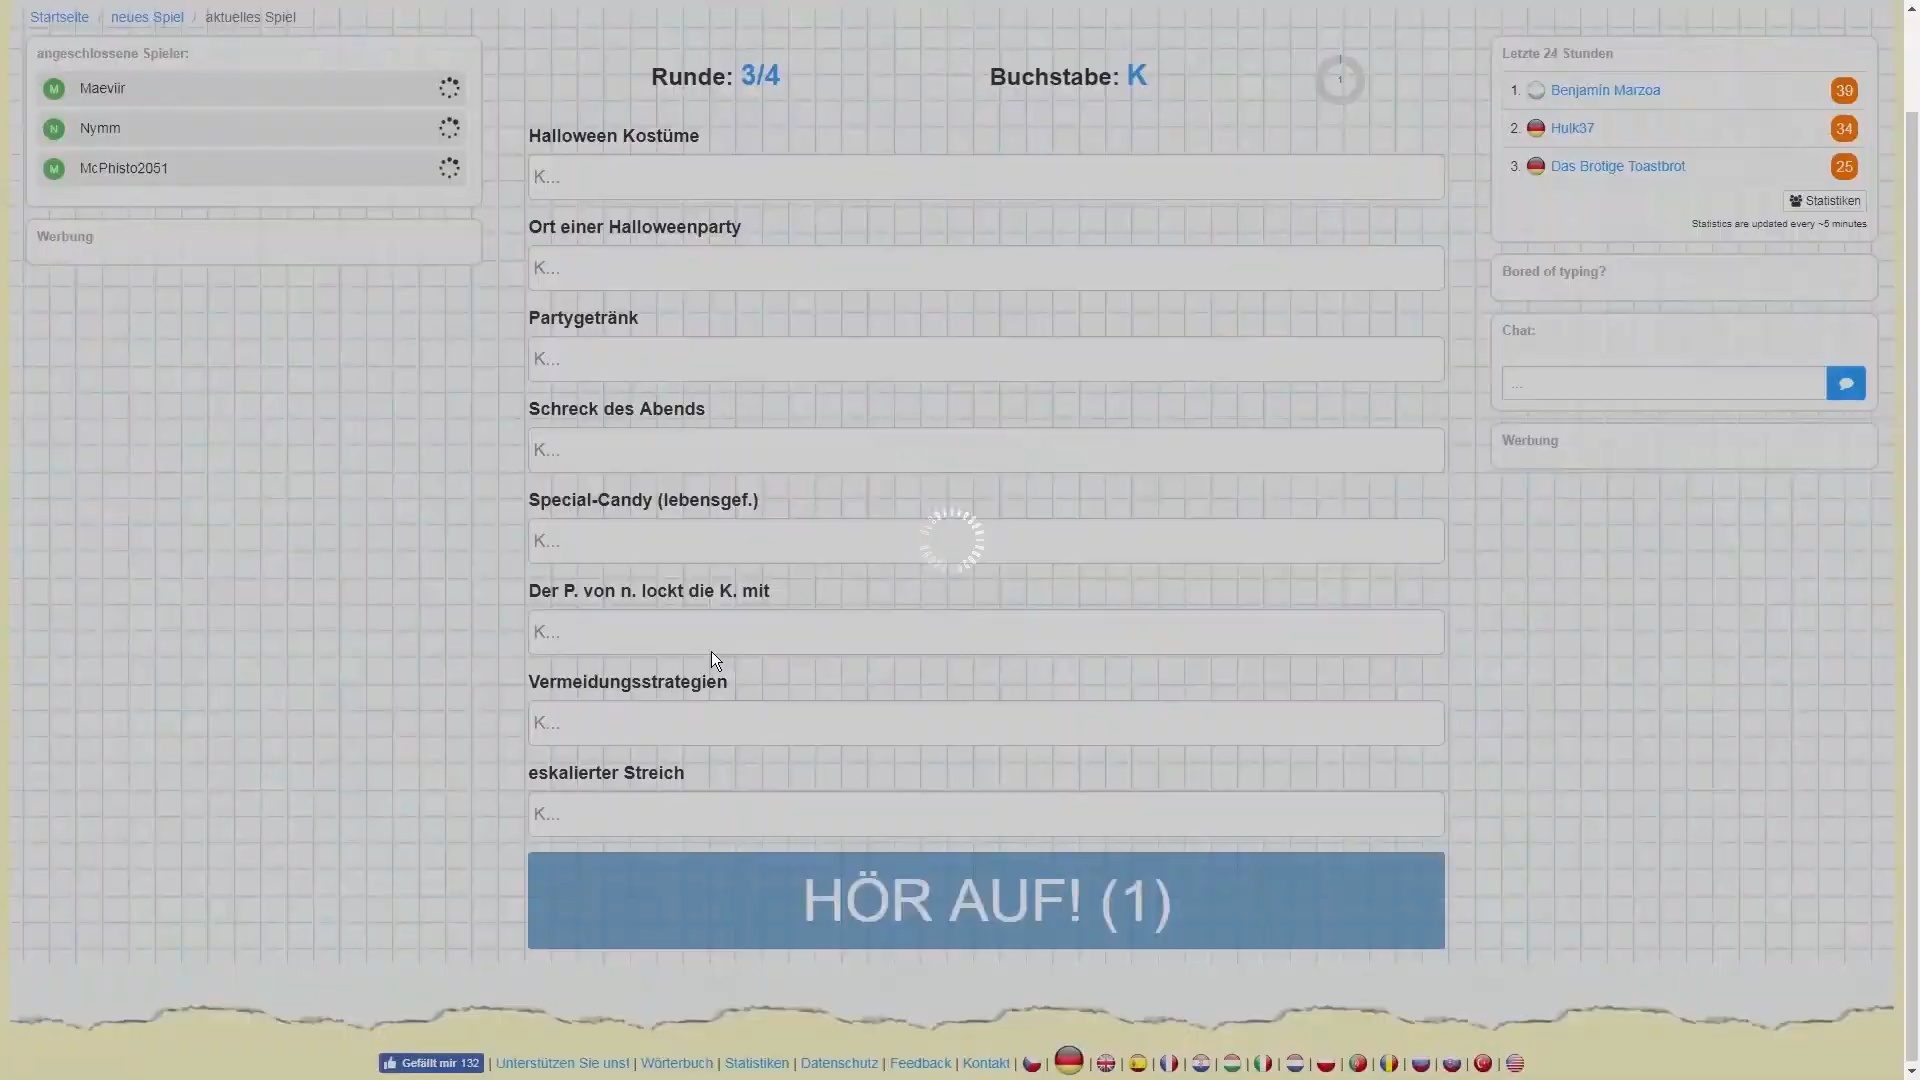 Startseite / neues Spiel / aktuelles Spiel
angeschlossene Spieler:
M Maeviir
N Nymm
M McPhisto2051
Werbung
Runde: 3/4
Buchstabe: K
1
Halloween Kostüme
K...
Ort einer Halloweenparty
K...
Partygetränk
K...
Schreck des Abends
K...
Special-Candy (lebensgef.)
K...
Der P. von n. lockt die K. mit
K...
Vermeidungsstrategien
K...
eskalierter Streich
K...
HÖR AUF! (1)
Letzte 24 Stunden
1. Benjamín Marzoa 39
2. Hulk37 34
3. Das Brotige Toastbrot 25
Statistiken
Statistics are updated every ~5 minutes
Bored of typing?
Chat:
...
Werbung
Gefällt mir 132 | Unterstützen Sie uns! | Wörterbuch | Statistiken | Datenschutz | Feedback | Kontakt